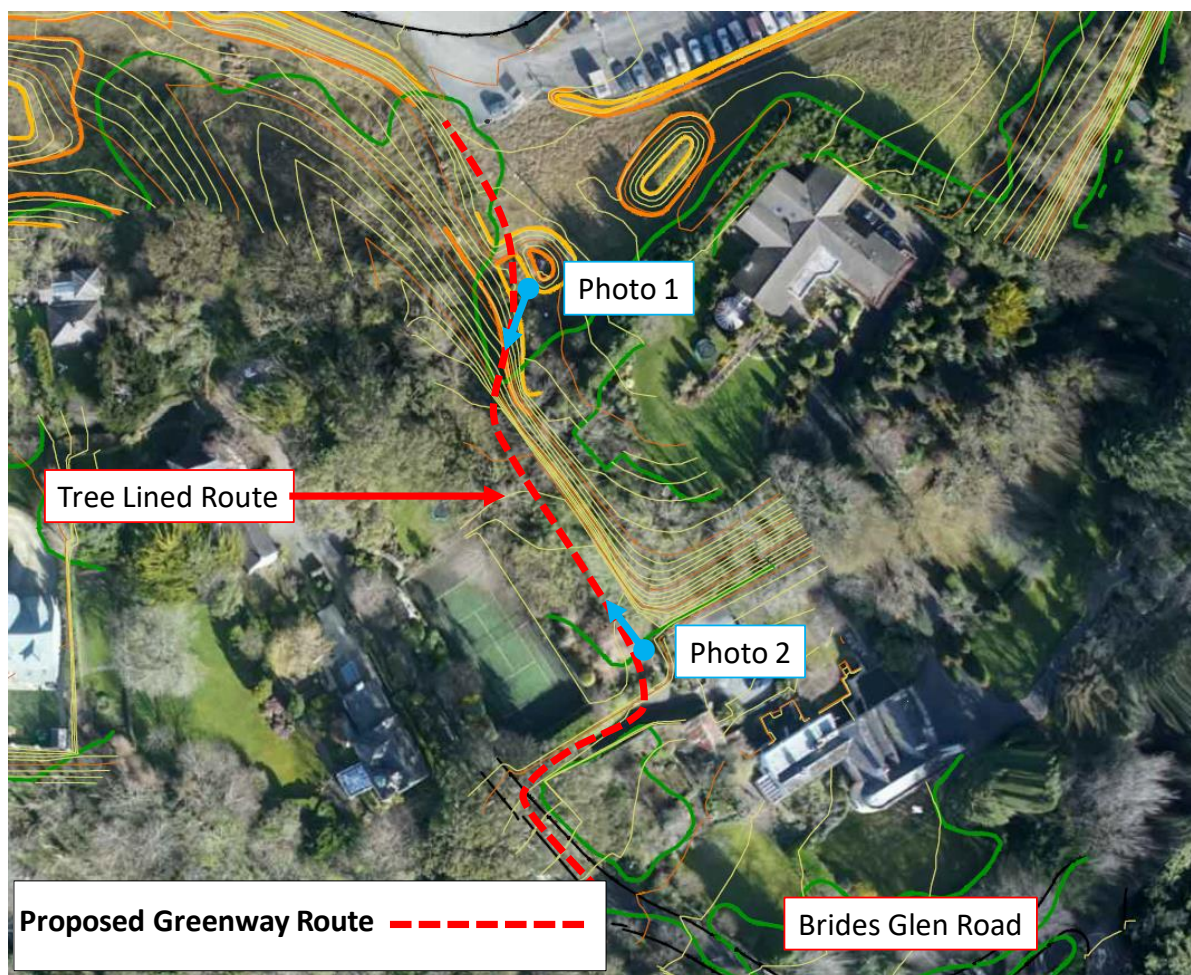 Photo 1
Tree Lined Route
Photo 2
Proposed Greenway Route
Brides Glen Road